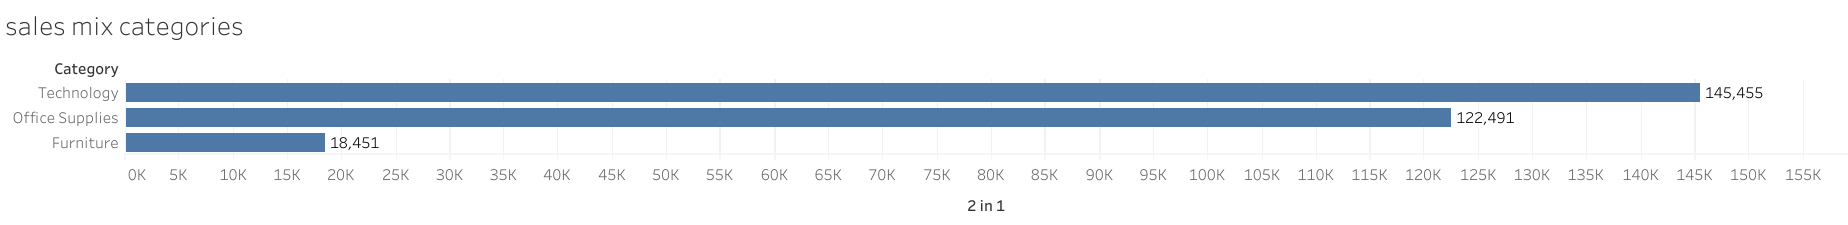 sales mix categories
Category
Technology 145,455
Office Supplies 122,491
Furniture 18,451
0K 5K 10K 15K 20K 25K 30K 35K 40K 45K 50K 55K 60K 65K 70K 75K 80K 85K 90K 95K 100K 105K 110K 115K 120K 125K 130K 135K 140K 145K 150K 155K
2 in 1